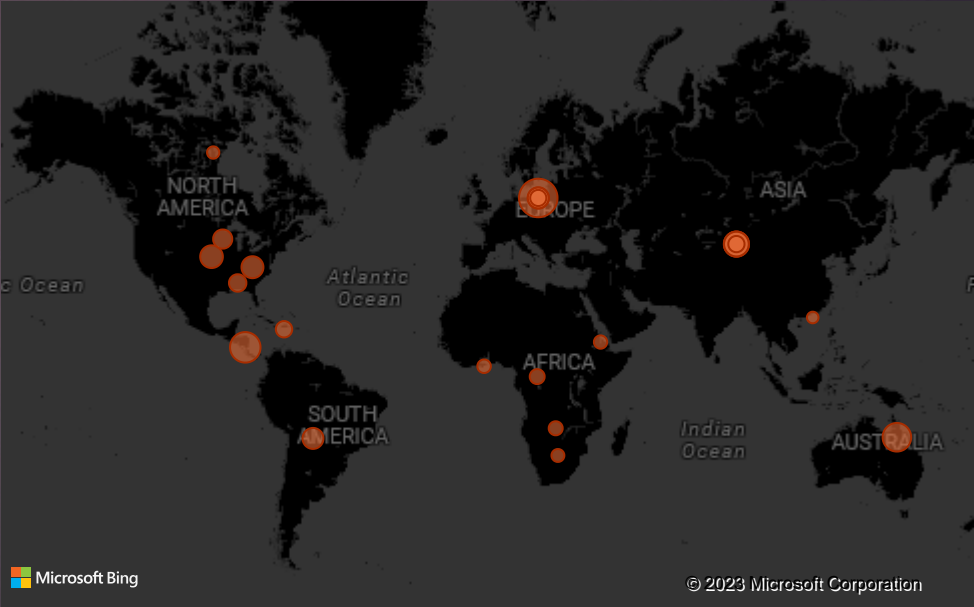 NORTH
AMERICA
EUROPE
ASIA
c Ocean
Atlantic
Ocean
P
AFRICA
SOUTH
AMERICA
Indian
Ocean
AUSTRALIA
Microsoft Bing
© 2023 Microsoft Corporation